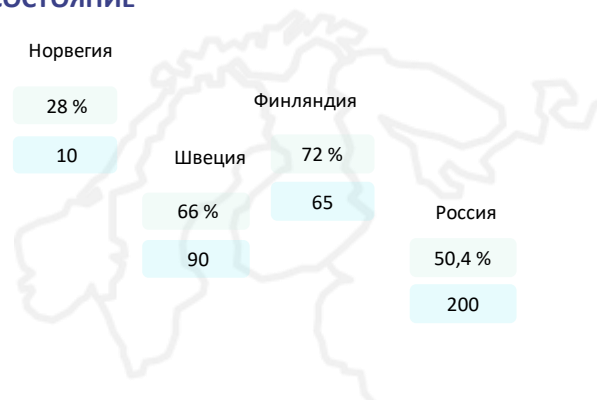 СОСТОЯНИЕ
Норвегия
28 %
10
Финляндия
72 %
65
Швеция
66 %
90
Россия
50,4 %
200